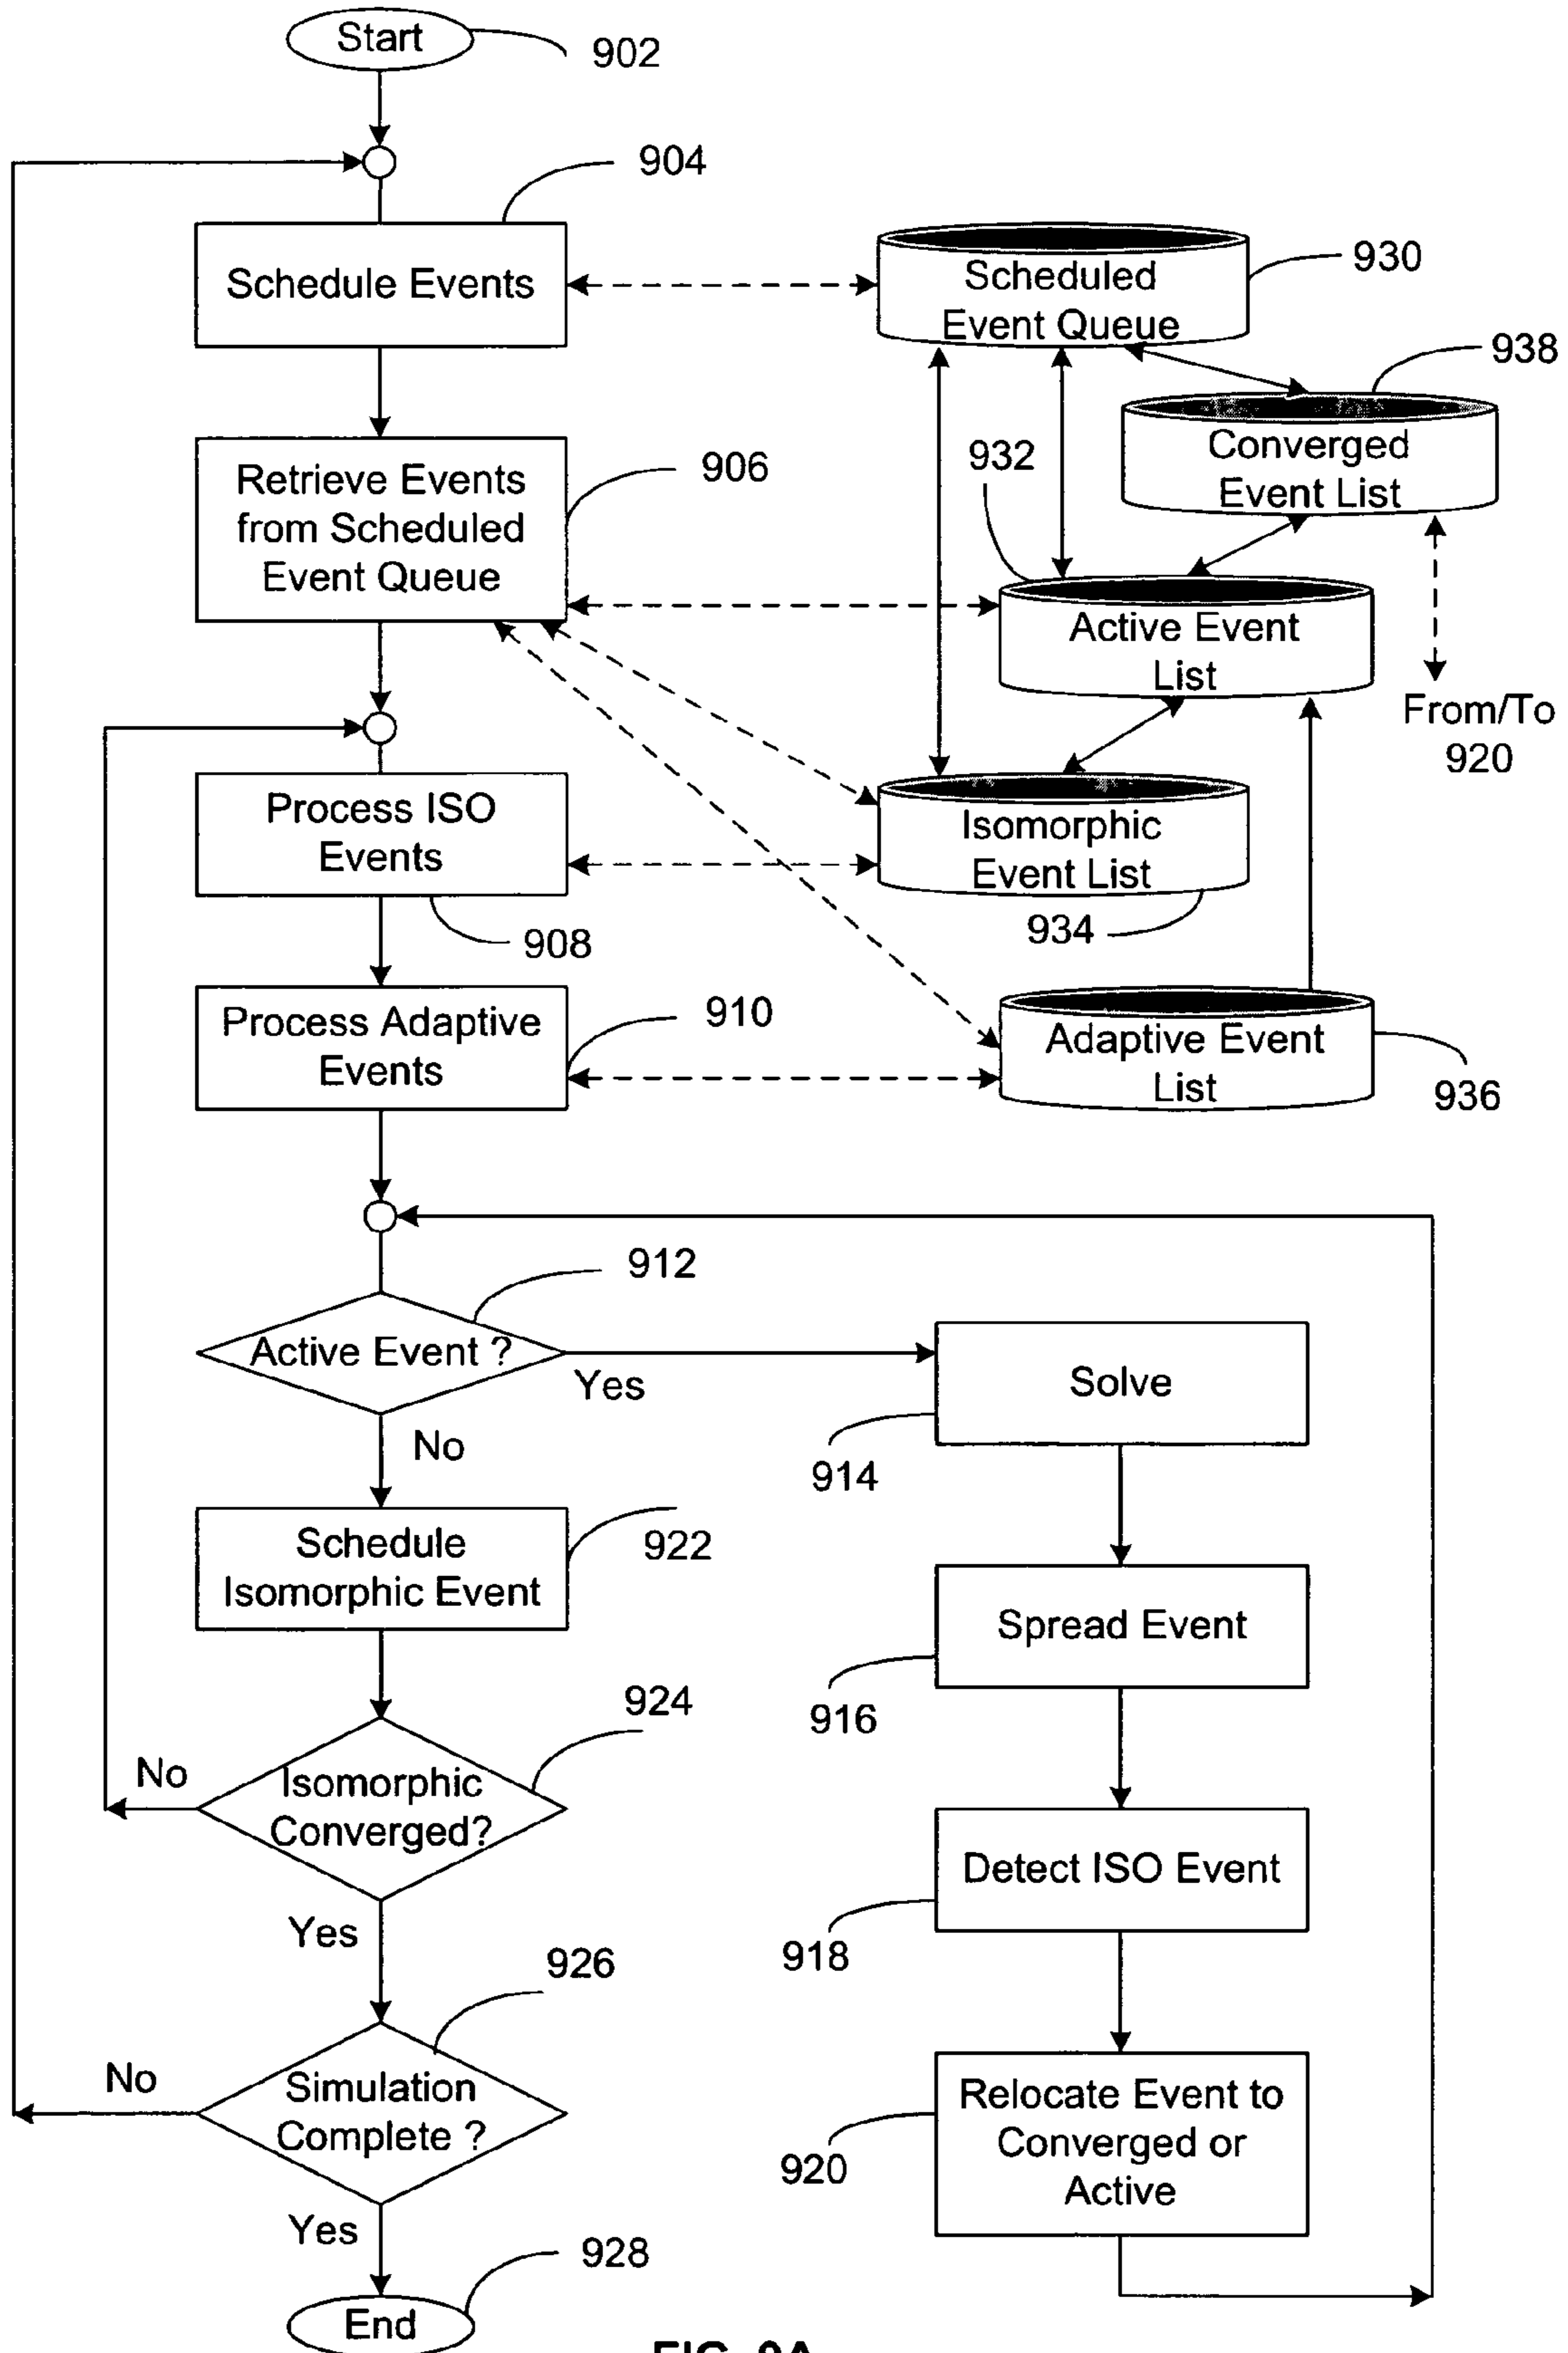 Start
902
904
Schedule Events
Scheduled
Event Queue
930
938
Converged
Event List
932
Retrieve Events
from Scheduled
Event Queue
906
Active Event
List
From/To
920
Process ISO
Events
908
Isomorphic
Event List
934
Process Adaptive
Events
910
Adaptive Event
List
936
912
Active Event ?
Yes
No
Solve
914
Schedule
Isomorphic Event
922
Spread Event
916
924
Isomorphic
Converged?
No
Yes
Detect ISO Event
918
926
Simulation
Complete ?
No
Yes
Relocate Event to
Converged or
Active
920
928
End
FIG. 9A